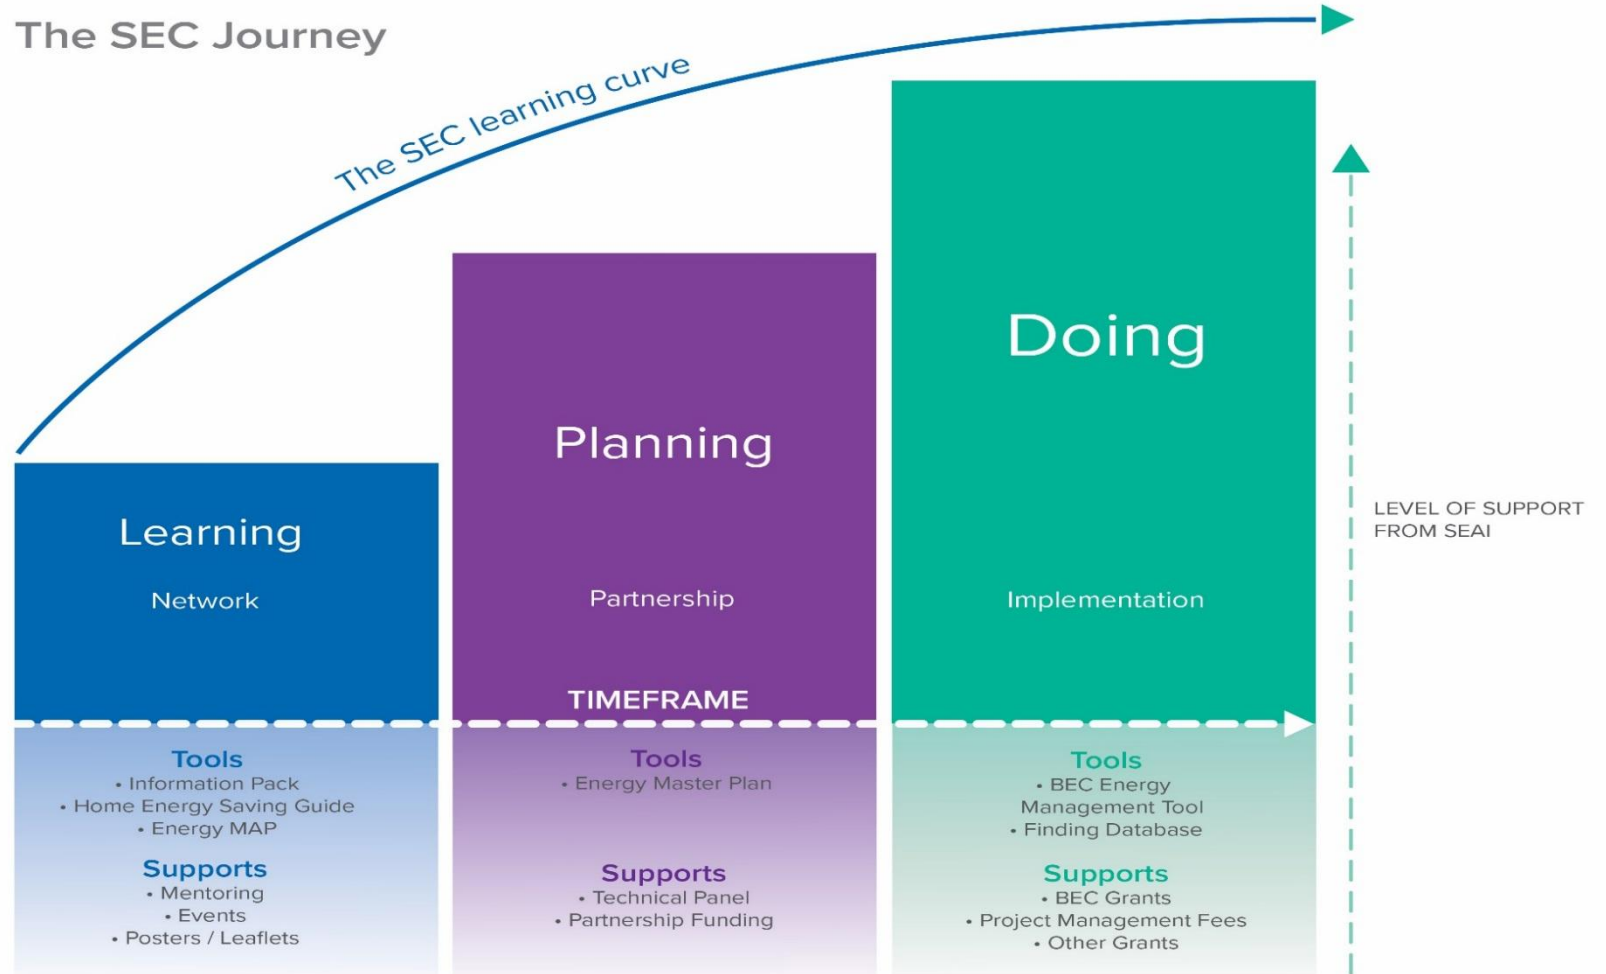 The SEC Journey
The SEC learning curve
Learning
Network
Planning
Partnership
TIMEFRAME
Doing
Implementation
LEVEL OF SUPPORT
FROM SEAI
Tools
• Information Pack
• Home Energy Saving Guide
• Energy MAP
Supports
• Mentoring
• Events
• Posters / Leaflets
Tools
• Energy Master Plan
Supports
• Technical Panel
• Partnership Funding
Tools
• BEC Energy
Management Tool
• Finding Database
Supports
• BEC Grants
• Project Management Fees
• Other Grants